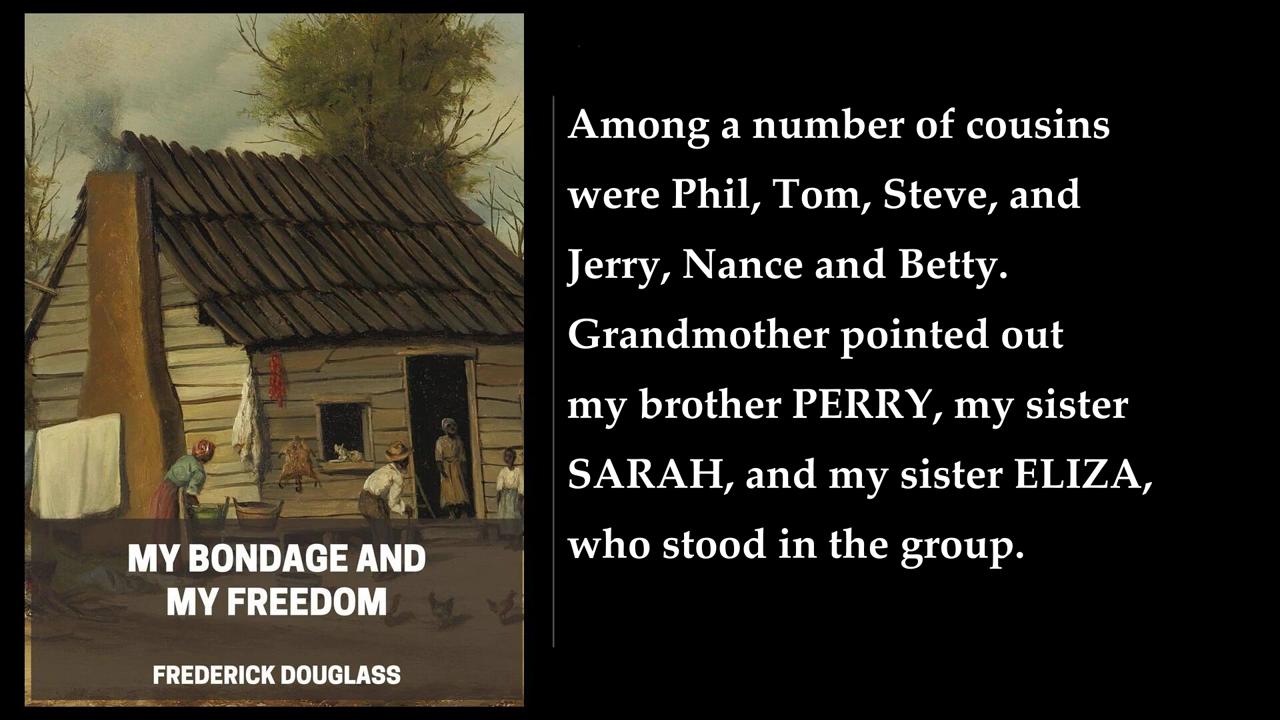 MY BONDAGE AND
MY FREEDOM
FREDERICK DOUGLASS
Among a number of cousins
were Phil, Tom, Steve, and
Jerry, Nance and Betty.
Grandmother pointed out
my brother PERRY, my sister
SARAH, and my sister ELIZA,
who stood in the group.